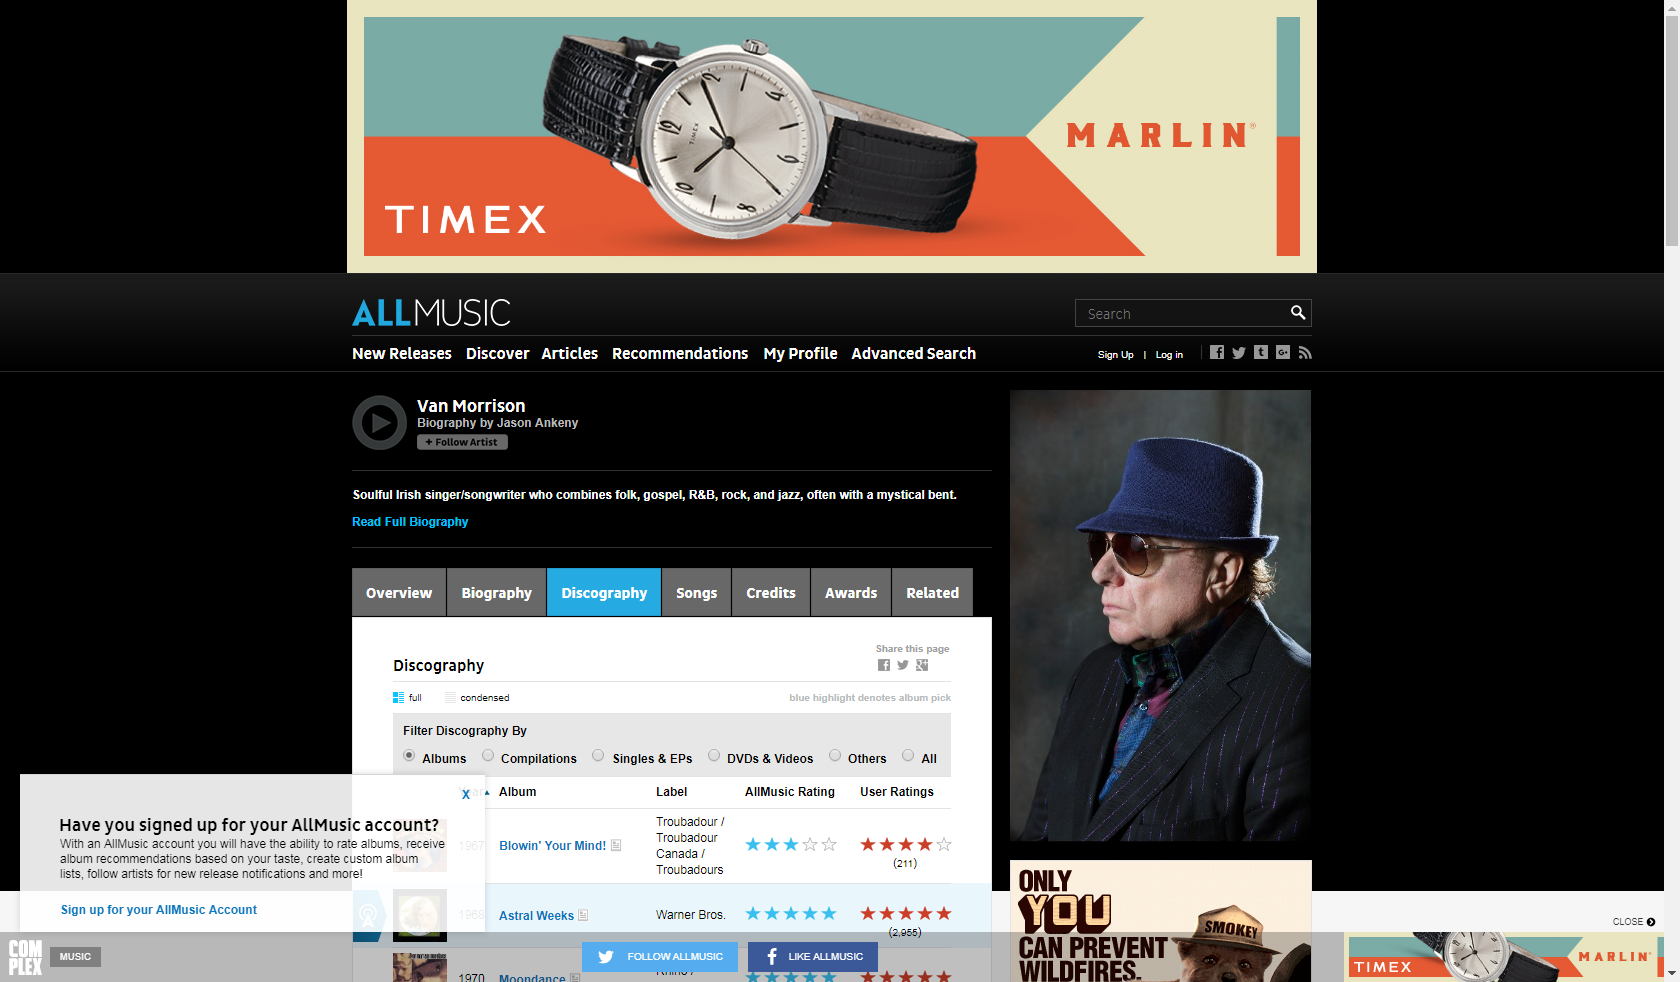 TIMEX
MARLIN®
ALLMUSIC
Search
New Releases Discover Articles Recommendations My Profile Advanced Search
Sign Up | Log in
Van Morrison
Biography by Jason Ankeny
+ Follow Artist
Soulful Irish singer/songwriter who combines folk, gospel, R&B, rock, and jazz, often with a mystical bent.
Read Full Biography
Overview Biography Discography Songs Credits Awards Related
Share this page
Discography
full condensed blue highlight denotes album pick
Filter Discography By
Albums Compilations Singles & EPs DVDs & Videos Others All
Year Album Label AllMusic Rating User Ratings
X
Have you signed up for your AllMusic account?
With an AllMusic account you will have the ability to rate albums, receive
album recommendations based on your taste, create custom album
lists, follow artists for new release notifications and more!
Sign up for your AllMusic Account
1967 Blowin' Your Mind!
Troubadour /
Troubadour
Canada /
Troubadours
(211)
1968 Astral Weeks Warner Bros.
(2,955)
1970 Moondance
Rhino /
ONLY
YOU
CAN PREVENT
WILDFIRES.
SMOKEY
CLOSE
COM
PLEX
MUSIC
FOLLOW ALLMUSIC
LIKE ALLMUSIC
TIMEX
MARLIN